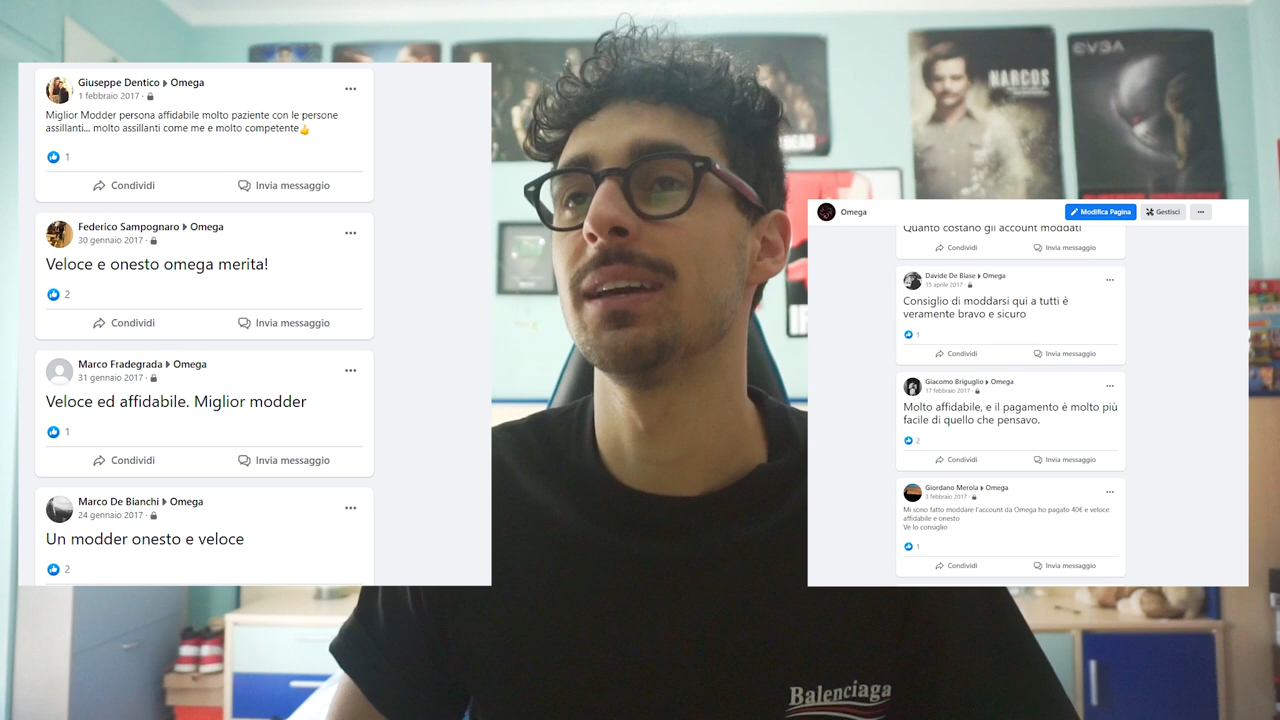 Giuseppe Dentico ▸ Omega
1 febbraio 2017 ·
Miglior Modder persona affidabile molto paziente con le persone
assillanti... molto assillanti come me e molto competente👍
1
Condividi Invia messaggio
Federico Sampognaro ▸ Omega
30 gennaio 2017 ·
Veloce e onesto omega merita!
2
Condividi Invia messaggio
Marco Fradegrada ▸ Omega
31 gennaio 2017 ·
Veloce ed affidabile. Miglior modder
1
Condividi Invia messaggio
Marco De Bianchi ▸ Omega
24 gennaio 2017 ·
Un modder onesto e veloce
2
NARCOS
EVGA
Omega
Modifica Pagina Gestisci
Quanto costano gli account moddati
Condividi Invia messaggio
Davide De Biase ▸ Omega
15 aprile 2017 ·
Consiglio di moddarsi qui a tutti è
veramente bravo e sicuro
1
Condividi Invia messaggio
Giacomo Briguglio ▸ Omega
17 febbraio 2017 ·
Molto affidabile, e il pagamento è molto più
facile di quello che pensavo.
2
Condividi Invia messaggio
Giordano Merola ▸ Omega
3 febbraio 2017 ·
Mi sono fatto moddare l'account da Omega ho pagato 40€ e veloce
affidabile e onesto
Ve lo consiglio
1
Condividi Invia messaggio
Balenciaga